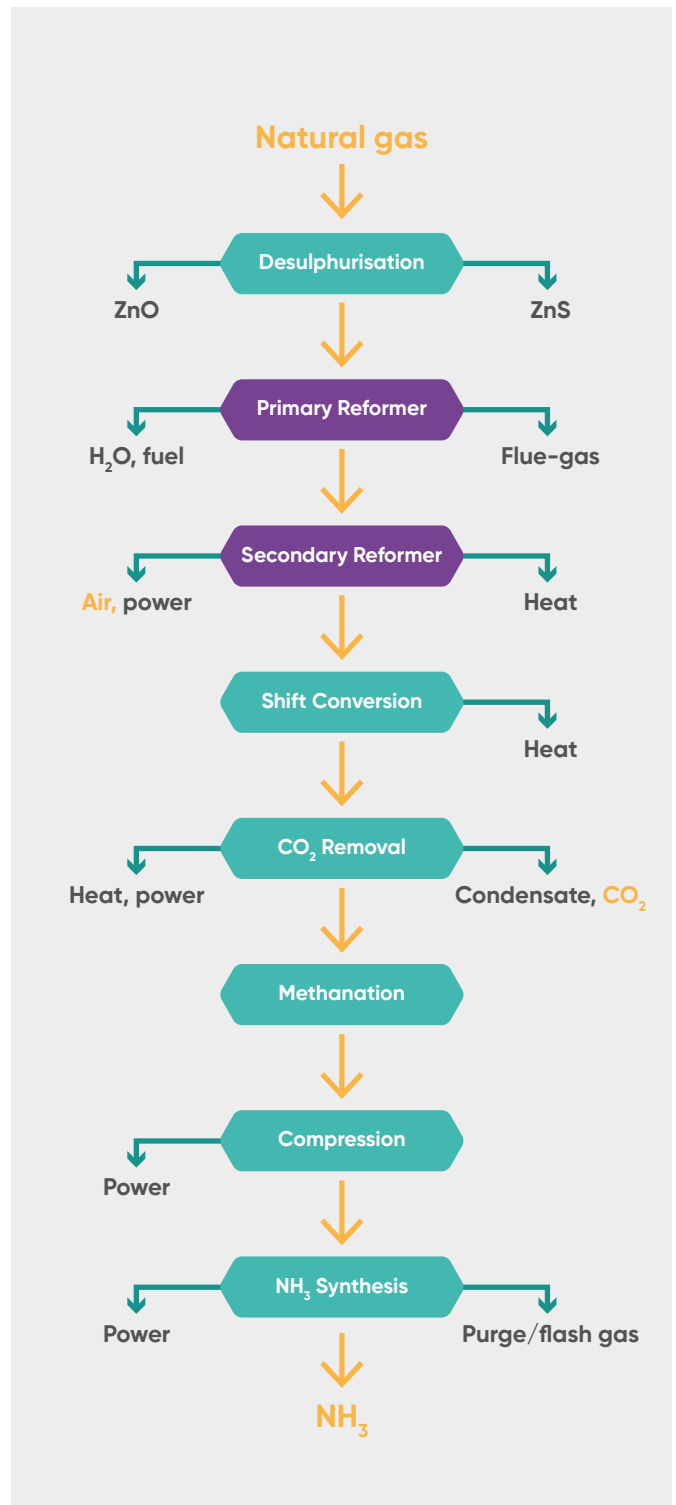 Natural gas
Desulphurisation
ZnO
ZnS
Primary Reformer
H₂O, fuel
Flue-gas
Secondary Reformer
Air, power
Heat
Shift Conversion
Heat
CO₂ Removal
Heat, power
Condensate, CO₂
Methanation
Compression
Power
NH₃ Synthesis
Power
Purge/flash gas
NH₃